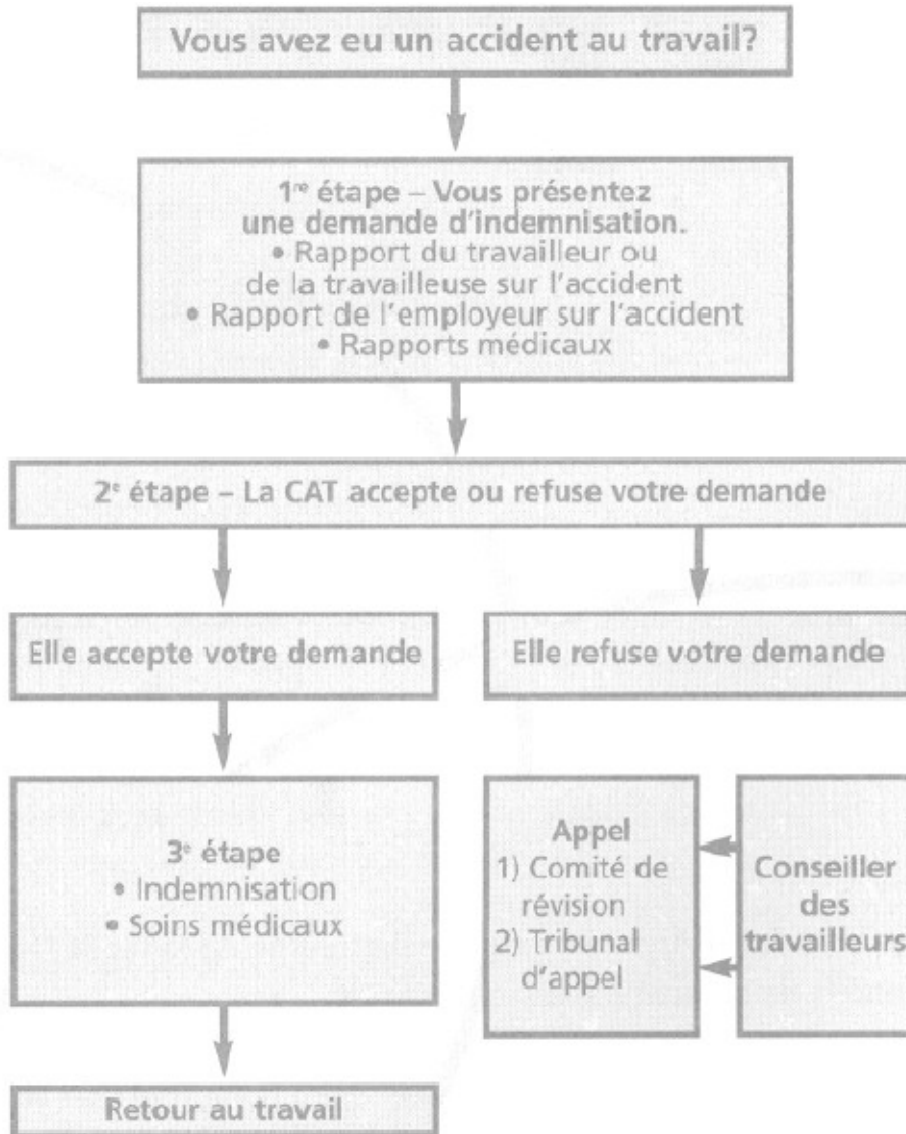 Vous avez eu un accident au travail?
1re étape – Vous présentez
une demande d'indemnisation.
• Rapport du travailleur ou
de la travailleuse sur l'accident
• Rapport de l'employeur sur l'accident
• Rapports médicaux
2e étape – La CAT accepte ou refuse votre demande
Elle accepte votre demande
Elle refuse votre demande
3e étape
• Indemnisation
• Soins médicaux
Appel
1) Comité de
révision
2) Tribunal
d'appel
Conseiller
des
travailleurs
Retour au travail